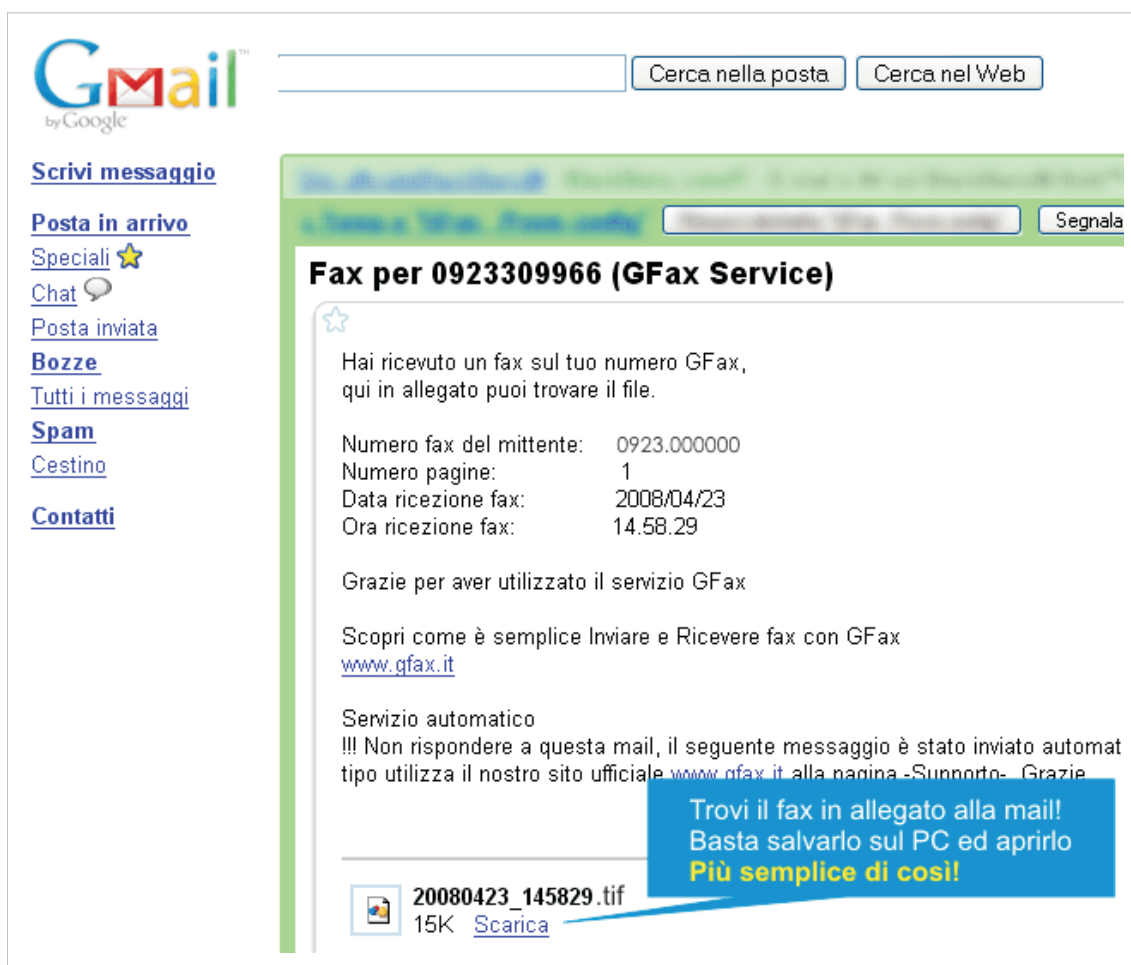 Gmail™
by Google
Cerca nella posta
Cerca nel Web
Scrivi messaggio
Posta in arrivo
Speciali
Chat
Posta inviata
Bozze
Tutti i messaggi
Spam
Cestino
Contatti
Segnala
Fax per 0923309966 (GFax Service)
Hai ricevuto un fax sul tuo numero GFax,
qui in allegato puoi trovare il file.
Numero fax del mittente: 0923.000000
Numero pagine: 1
Data ricezione fax: 2008/04/23
Ora ricezione fax: 14.58.29
Grazie per aver utilizzato il servizio GFax
Scopri come è semplice Inviare e Ricevere fax con GFax
www.gfax.it
Servizio automatico
!!! Non rispondere a questa mail, il seguente messaggio è stato inviato automat
tipo utilizza il nostro sito ufficiale www.gfax.it alla pagina -Supporto-. Grazie
Trovi il fax in allegato alla mail!
Basta salvarlo sul PC ed aprirlo
Più semplice di così!
20080423_145829.tif
15K Scarica